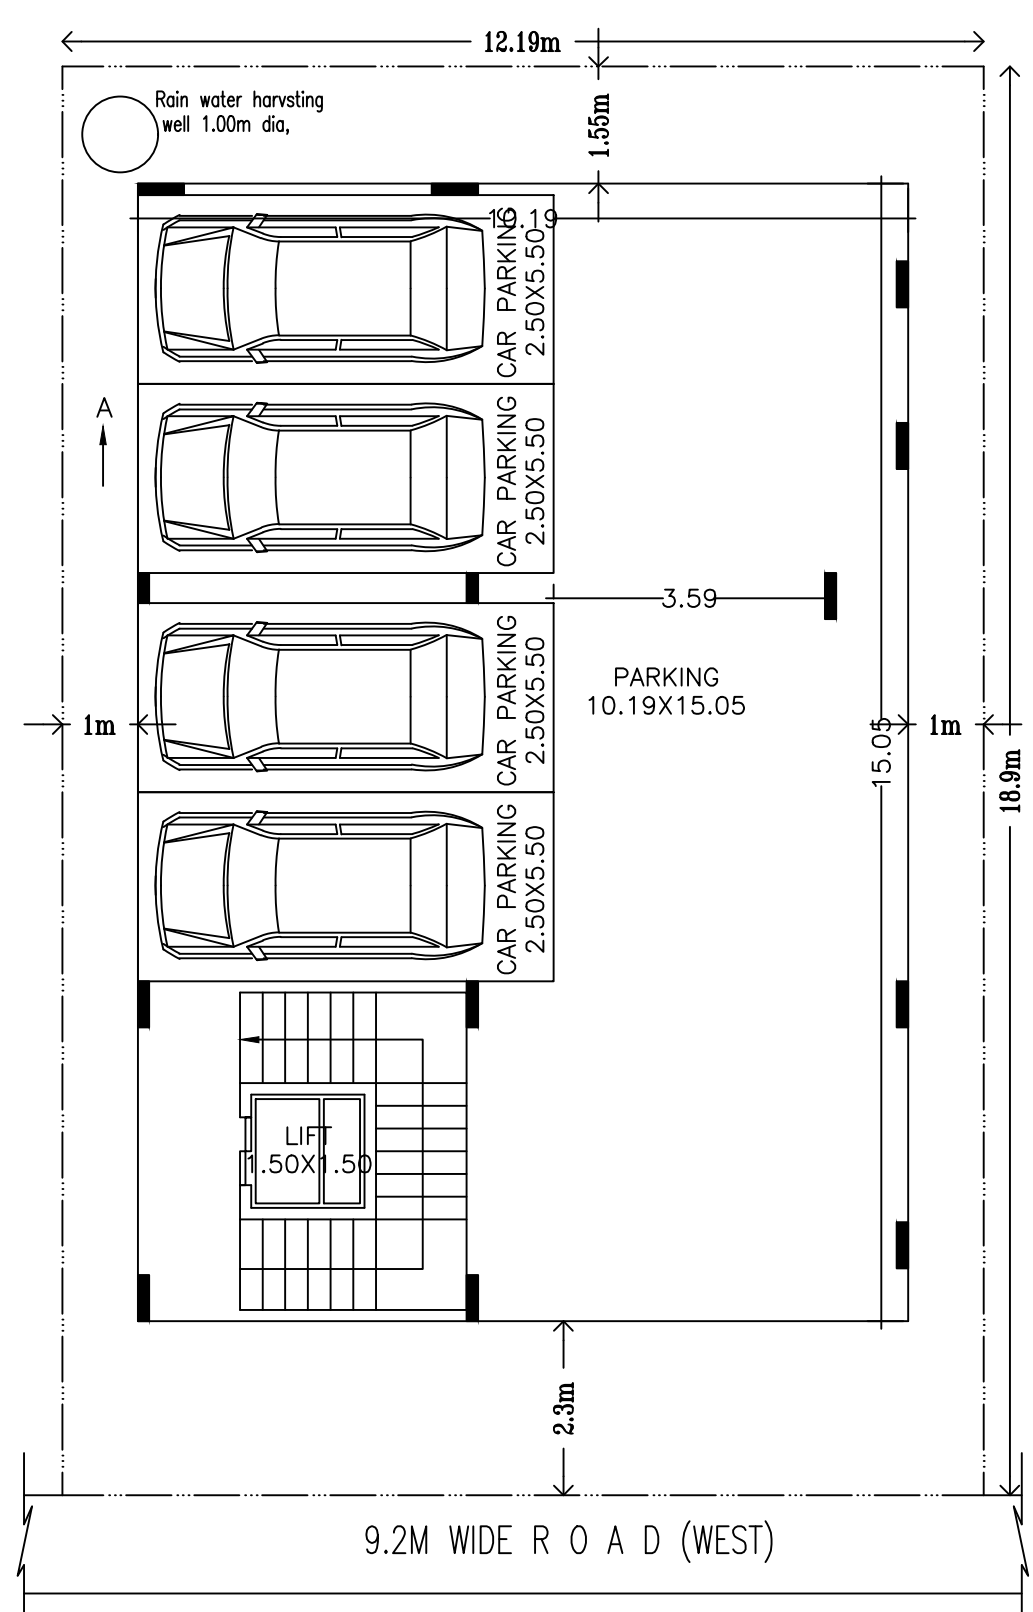 12.19m
Rain water harvsting
well 1.00m dia,
1.55m
10.19
CAR PARKING
2.50X5.50
A
CAR PARKING
2.50X5.50
3.59
CAR PARKING
2.50X5.50
PARKING
10.19X15.05
1m
15.05
1m
18.9m
CAR PARKING
2.50X5.50
LIFT
1.50X1.50
2.3m
9.2M WIDE R O A D (WEST)